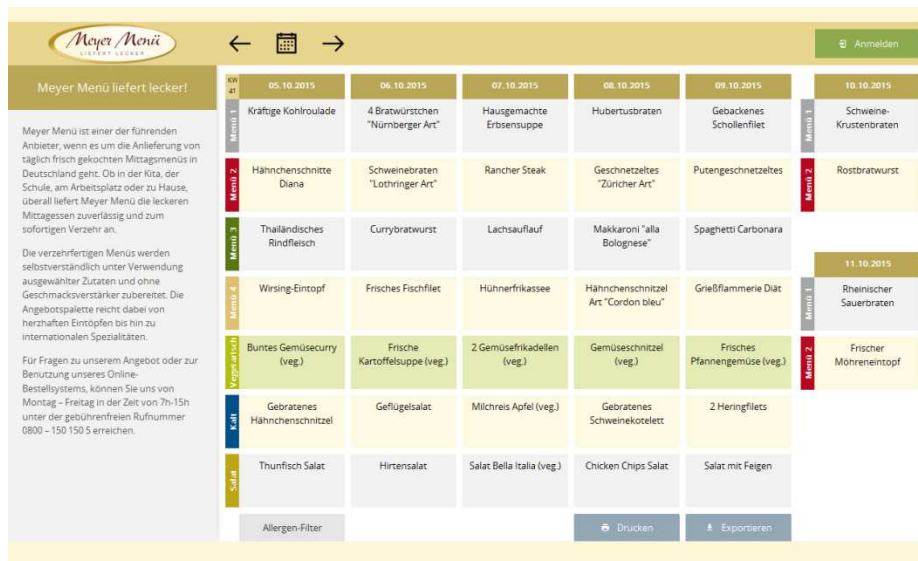 Meyer Menü
LIEFERT LECKER
Anmelden
Meyer Menü liefert lecker!
Meyer Menü ist einer der führenden
Anbieter, wenn es um die Anlieferung von
täglich frisch gekochten Mittagsmenüs in
Deutschland geht. Ob in der Kita, der
Schule, am Arbeitsplatz oder zu Hause,
überall liefert Meyer Menü die leckeren
Mittagessen zuverlässig und zum
sofortigen Verzehr an.
Die verzehrfertigen Menüs werden
selbstverständlich unter Verwendung
ausgewählter Zutaten und ohne
Geschmacksverstärker zubereitet. Die
Angebotspalette reicht dabei von
herzhaften Eintöpfen bis hin zu
internationalen Spezialitäten.
Für Fragen zu unserem Angebot oder zur
Benutzung unseres Online-
Bestellsystems, können Sie uns von
Montag – Freitag in der Zeit von 7h-15h
unter der gebührenfreien Rufnummer
0800 – 150 150 5 erreichen.
KW
41
05.10.2015
06.10.2015
07.10.2015
08.10.2015
09.10.2015
Menü 1
Kräftige Kohlroulade
4 Bratwürstchen
"Nürnberger Art"
Hausgemachte
Erbsensuppe
Hubertusbraten
Gebackenes
Schollenfilet
Menü 2
Hähnchenschnitte
Diana
Schweinebraten
"Lothringer Art"
Rancher Steak
Geschnetzeltes
"Züricher Art"
Putengeschnetzeltes
Menü 3
Thailändisches
Rindfleisch
Currybratwurst
Lachsauflauf
Makkaroni "alla
Bolognese"
Spaghetti Carbonara
Menü 4
Wirsing-Eintopf
Frisches Fischfilet
Hühnerfrikassee
Hähnchenschnitzel
Art "Cordon bleu"
Grießflammerie Diät
Vegetarisch
Buntes Gemüsecurry
(veg.)
Frische
Kartoffelsuppe (veg.)
2 Gemüsefrikadellen
(veg.)
Gemüseschnitzel
(veg.)
Frisches
Pfannengemüse (veg.)
Kalt
Gebratenes
Hähnchenschnitzel
Geflügelsalat
Milchreis Apfel (veg.)
Gebratenes
Schweinekotelett
2 Heringfilets
Salat
Thunfisch Salat
Hirtensalat
Salat Bella Italia (veg.)
Chicken Chips Salat
Salat mit Feigen
10.10.2015
Menü 1
Schweine-
Krustenbraten
Menü 2
Rostbratwurst
11.10.2015
Menü 1
Rheinischer
Sauerbraten
Menü 2
Frischer
Möhreneintopf
Allergen-Filter
Drucken
Exportieren